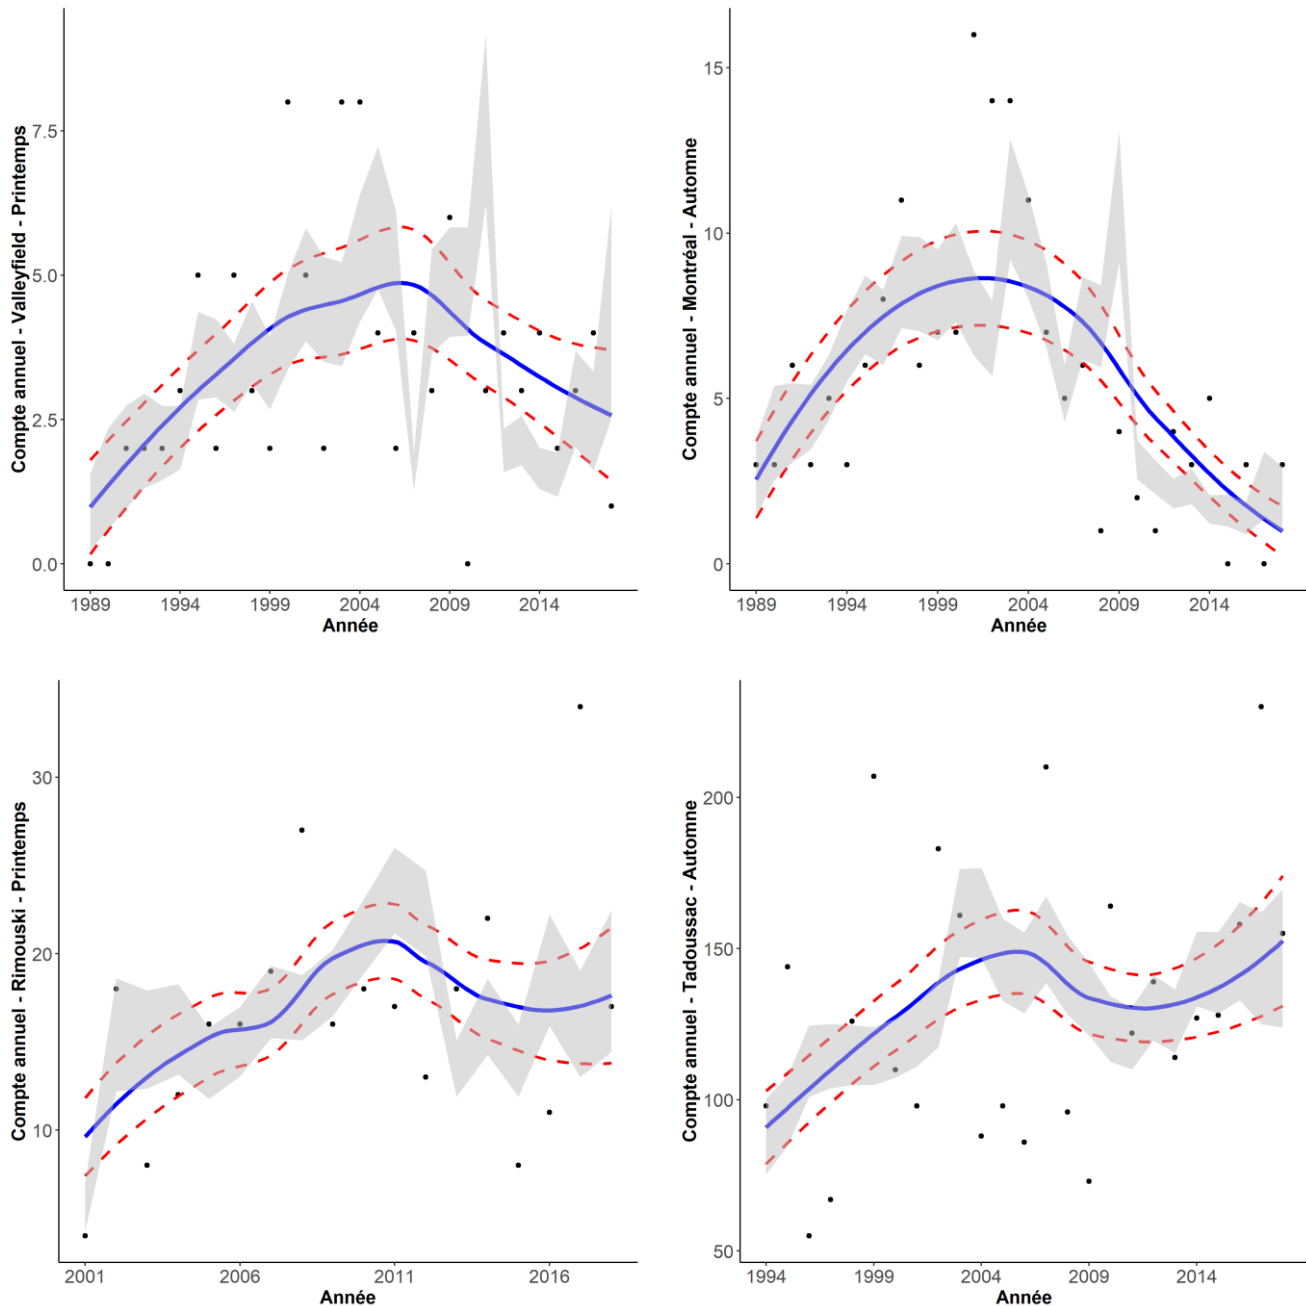 Compte annuel - Valleyfield - Printemps
7.5
5.0
2.5
0.0
1989 1994 1999 2004 2009 2014
Année
Compte annuel - Montréal - Automne
15
10
5
0
1989 1994 1999 2004 2009 2014
Année
Compte annuel - Rimouski - Printemps
30
20
10
2001 2006 2011 2016
Année
Compte annuel - Tadoussac - Automne
200
150
100
50
1994 1999 2004 2009 2014
Année